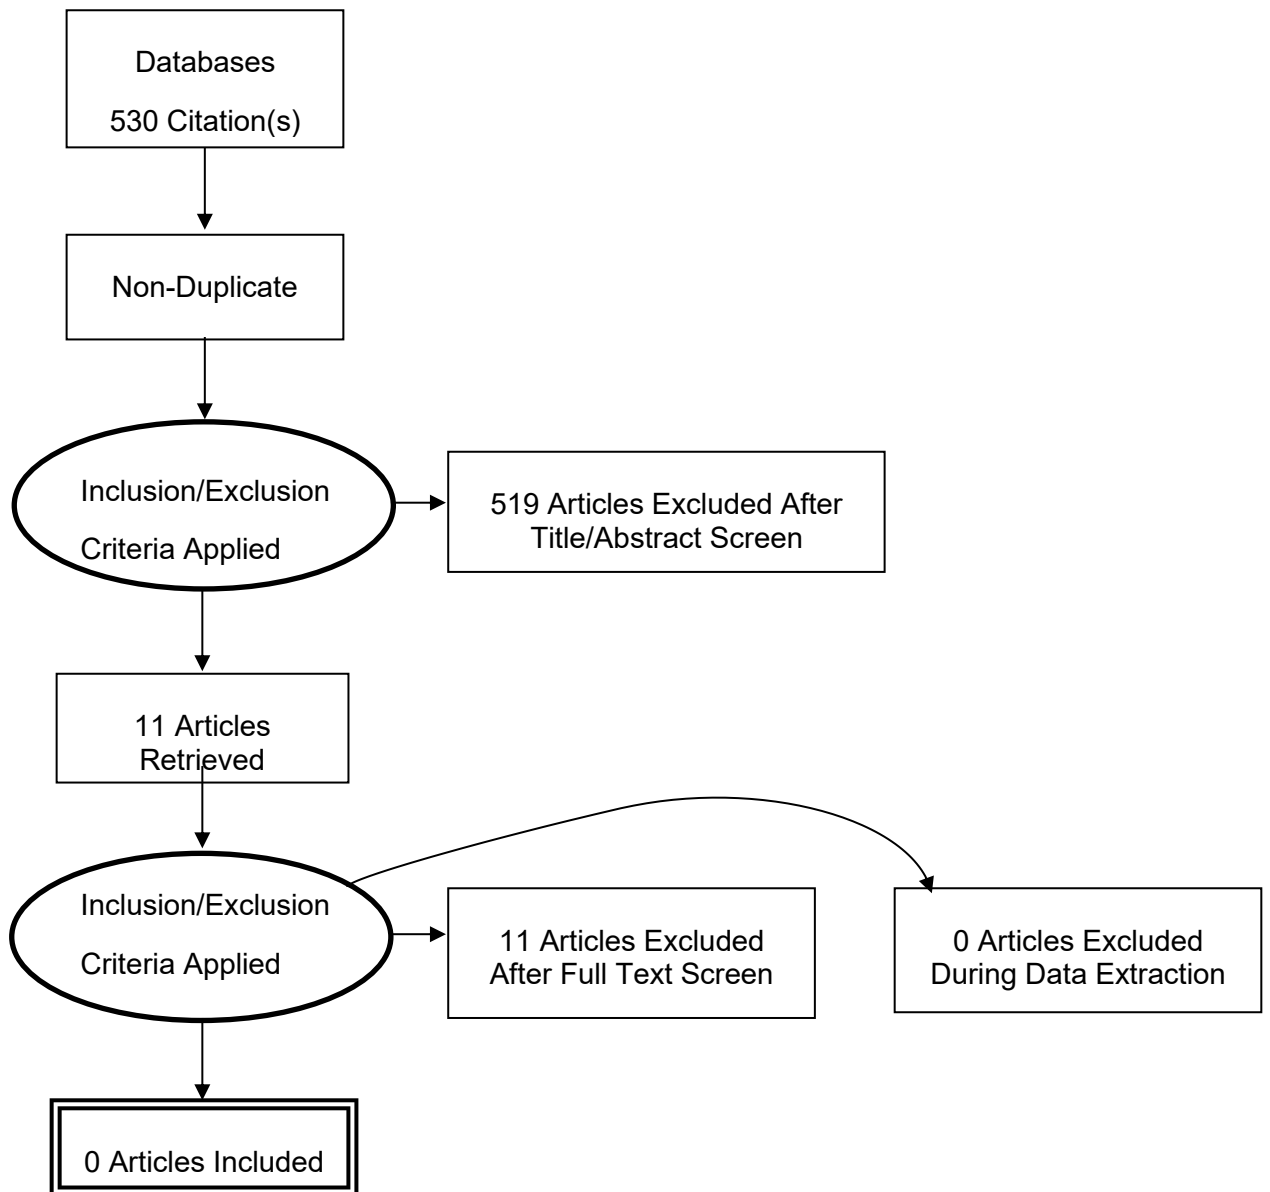 Databases
530 Citation(s)
Non-Duplicate
Inclusion/Exclusion
Criteria Applied
519 Articles Excluded After
Title/Abstract Screen
11 Articles
Retrieved
Inclusion/Exclusion
Criteria Applied
11 Articles Excluded
After Full Text Screen
0 Articles Excluded
During Data Extraction
0 Articles Included